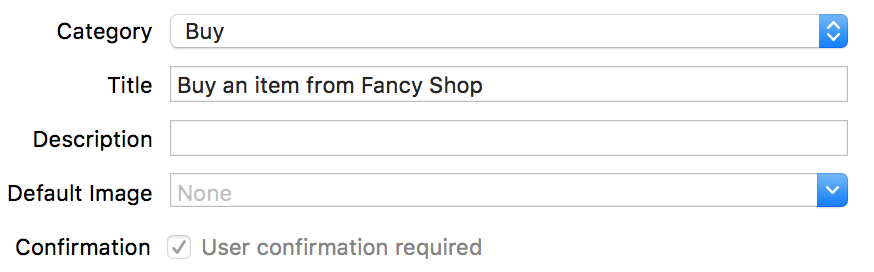 Category Buy
Title Buy an item from Fancy Shop
Description
Default Image None
Confirmation User confirmation required